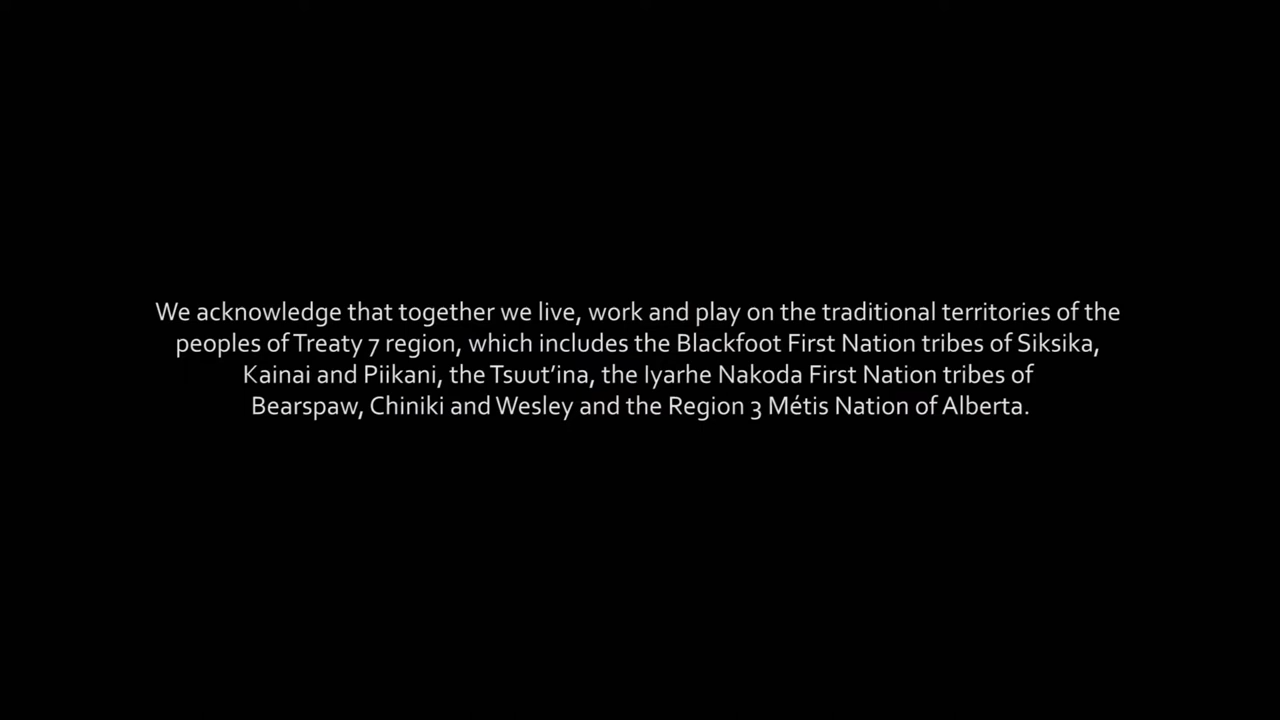 We acknowledge that together we live, work and play on the traditional territories of the
peoples of Treaty 7 region, which includes the Blackfoot First Nation tribes of Siksika,
Kainai and Piikani, the Tsuut’ina, the Iyarhe Nakoda First Nation tribes of
Bearspaw, Chiniki and Wesley and the Region 3 Métis Nation of Alberta.